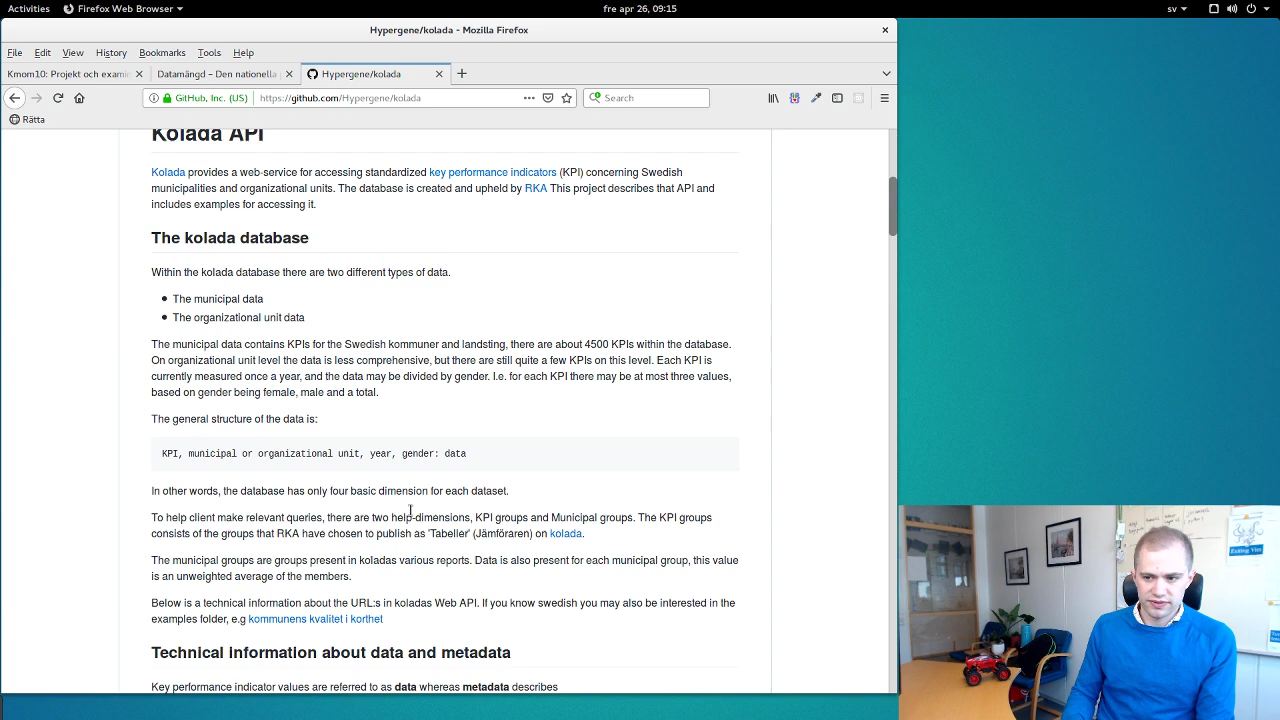 Activities Firefox Web Browser fre apr 26, 09:15 sv
Hypergene/kolada - Mozilla Firefox
File Edit View History Bookmarks Tools Help
Kmom10: Projekt och exami Datamängd – Den nationella Hypergene/kolada
GitHub, Inc. (US) https://github.com/Hypergene/kolada Search
Rätta
Kolada API
Kolada provides a web-service for accessing standardized key performance indicators (KPI) concerning Swedish
municipalities and organizational units. The database is created and upheld by RKA This project describes that API and
includes examples for accessing it.
The kolada database
Within the kolada database there are two different types of data.
The municipal data
The organizational unit data
The municipal data contains KPIs for the Swedish kommuner and landsting, there are about 4500 KPIs within the database.
On organizational unit level the data is less comprehensive, but there are still quite a few KPIs on this level. Each KPI is
currently measured once a year, and the data may be divided by gender. I.e. for each KPI there may be at most three values,
based on gender being female, male and a total.
The general structure of the data is:
KPI, municipal or organizational unit, year, gender: data
In other words, the database has only four basic dimension for each dataset.
To help client make relevant queries, there are two help-dimensions, KPI groups and Municipal groups. The KPI groups
consists of the groups that RKA have chosen to publish as 'Tabeller' (Jämföraren) on kolada.
The municipal groups are groups present in koladas various reports. Data is also present for each municipal group, this value
is an unweighted average of the members.
Below is a technical information about the URL:s in koladas Web API. If you know swedish you may also be interested in the
examples folder, e.g kommunens kvalitet i korthet
Technical information about data and metadata
Key performance indicator values are referred to as data whereas metadata describes
Exiting Vim